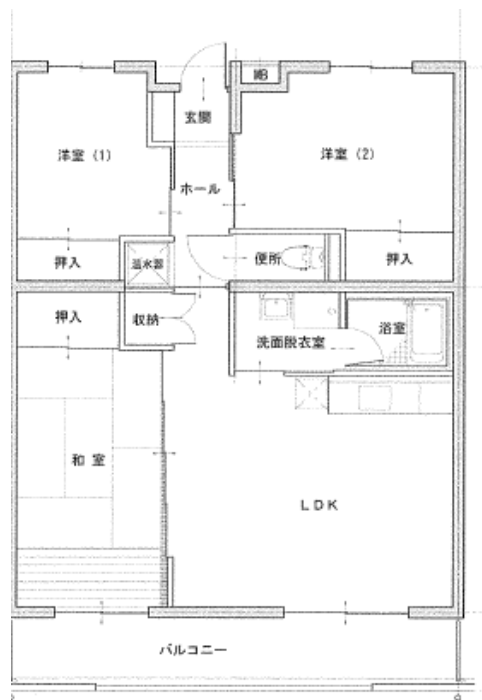 MB
玄関
洋室（1）
洋室（2）
ホール
押入
温水器
便所
押入
押入
収納
洗面脱衣室
浴室
和室
LDK
バルコニー